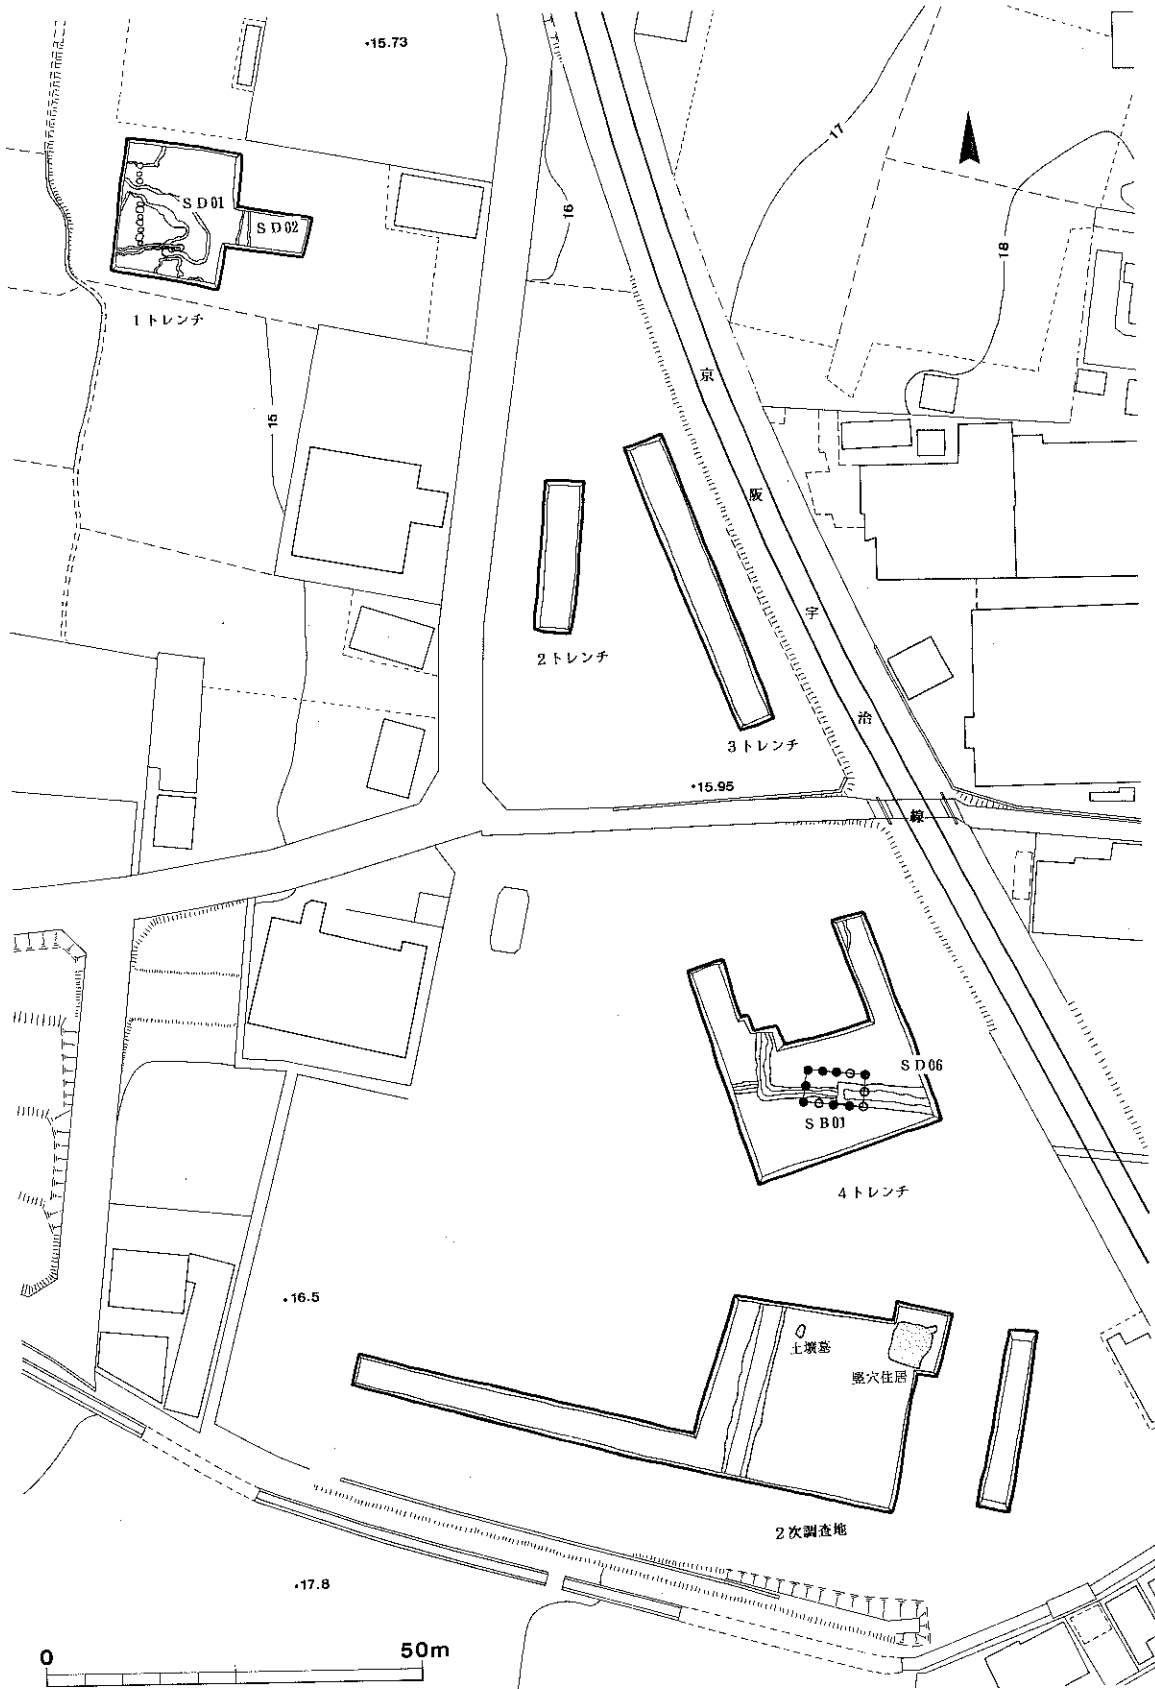 15.73
17
18
16
SD01
SD02
1トレンチ
15
京
阪
宇
治
線
2トレンチ
3トレンチ
15.95
SD06
SB01
4トレンチ
16.5
土壙墓
竪穴住居
2次調査地
17.8
0
50m